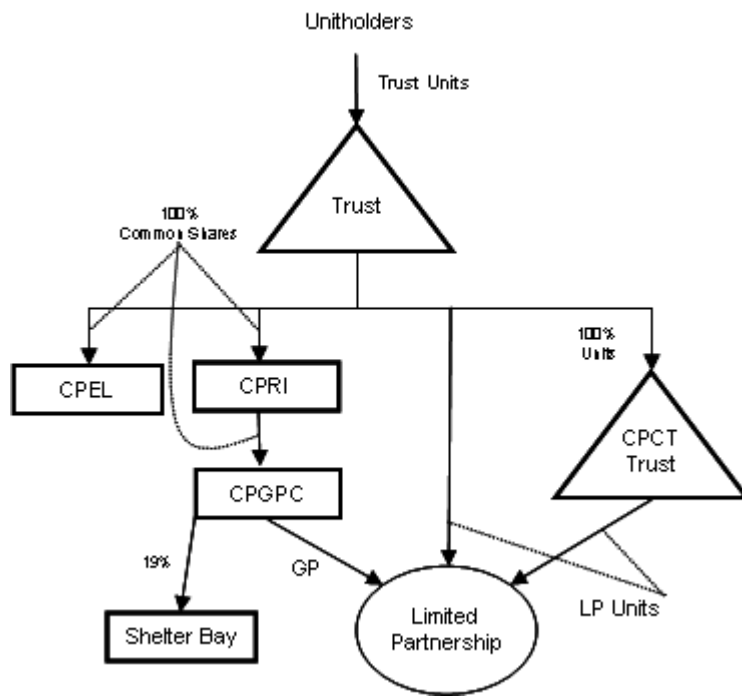 Unitholders
Trust Units
Trust
100%
Common Shares
100%
Units
CPEL
CPRI
CPCT
Trust
CPGPC
19%
GP
LP Units
Limited
Partnership
Shelter Bay